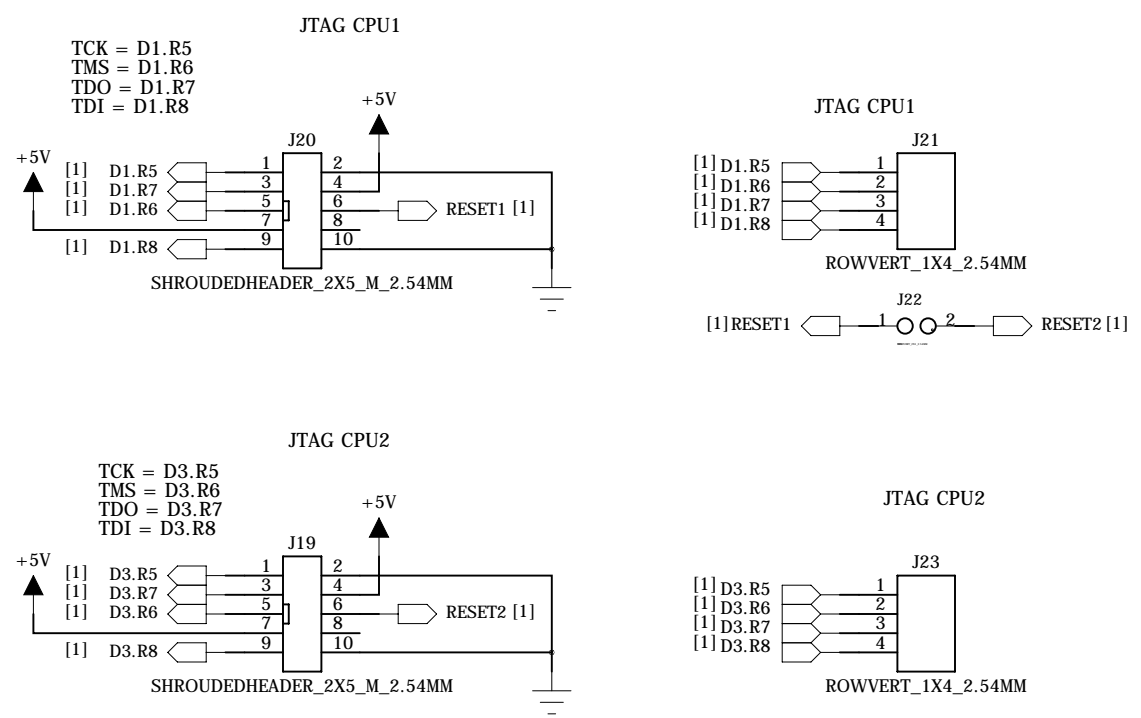 JTAG CPU1
TCK = D1.R5
TMS = D1.R6
TDO = D1.R7
TDI = D1.R8
+5V
+5V
J20
[1] D1.R5 1 2
[1] D1.R7 3 4
[1] D1.R6 5 6 RESET1 [1]
7 8
[1] D1.R8 9 10
SHROUDEDHEADER_2X5_M_2.54MM
JTAG CPU1
J21
[1] D1.R5 1
[1] D1.R6 2
[1] D1.R7 3
[1] D1.R8 4
ROWVERT_1X4_2.54MM
J22
[1] RESET1 1 2 RESET2 [1]
JTAG CPU2
TCK = D3.R5
TMS = D3.R6
TDO = D3.R7
TDI = D3.R8
+5V
+5V
J19
[1] D3.R5 1 2
[1] D3.R7 3 4
[1] D3.R6 5 6 RESET2 [1]
7 8
[1] D3.R8 9 10
SHROUDEDHEADER_2X5_M_2.54MM
JTAG CPU2
J23
[1] D3.R5 1
[1] D3.R6 2
[1] D3.R7 3
[1] D3.R8 4
ROWVERT_1X4_2.54MM